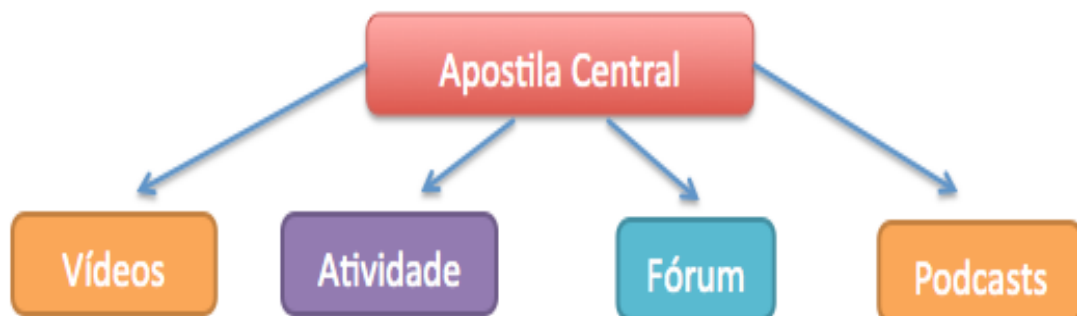 Apostila Central
Vídeos
Atividade
Fórum
Podcasts